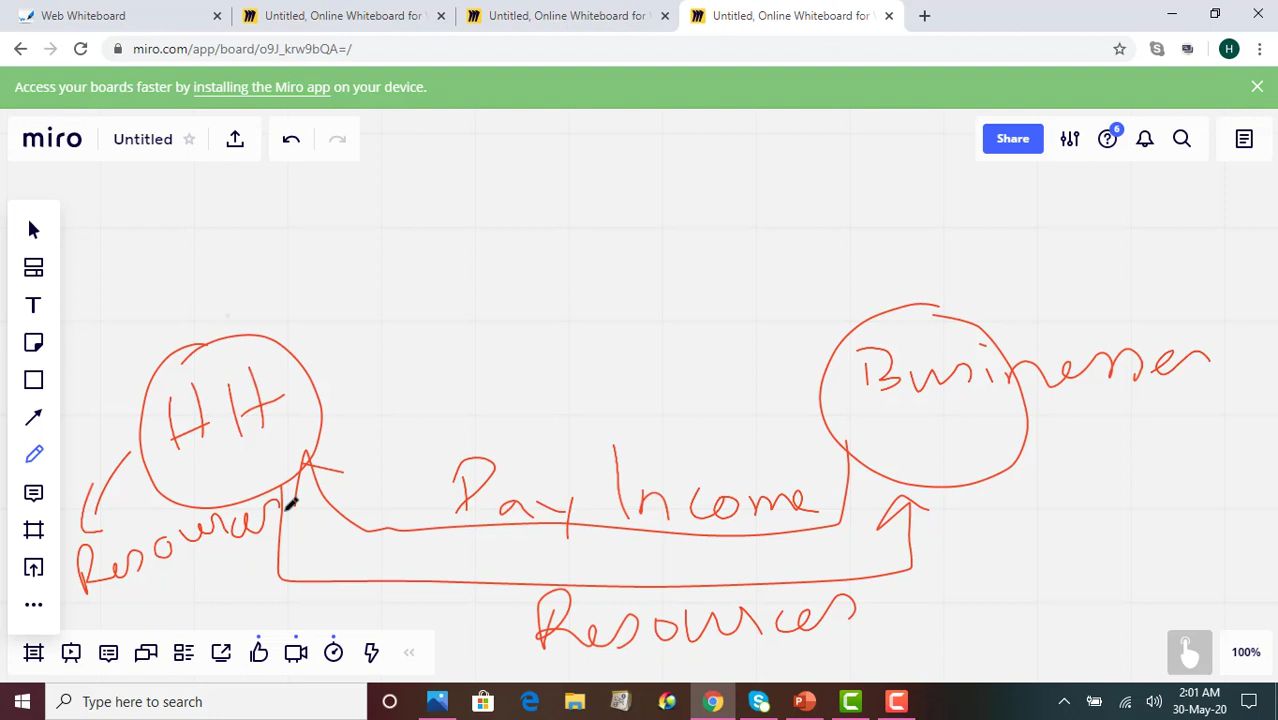 Web Whiteboard
Untitled, Online Whiteboard for
Untitled, Online Whiteboard for
Untitled, Online Whiteboard for
miro.com/app/board/o9J_krw9bQA=/
H
Access your boards faster by installing the Miro app on your device.
miro
Untitled
Share
6
T
HH
Businesses
Pay Income
Resources
Resources
100%
Type here to search
2:01 AM
30-May-20